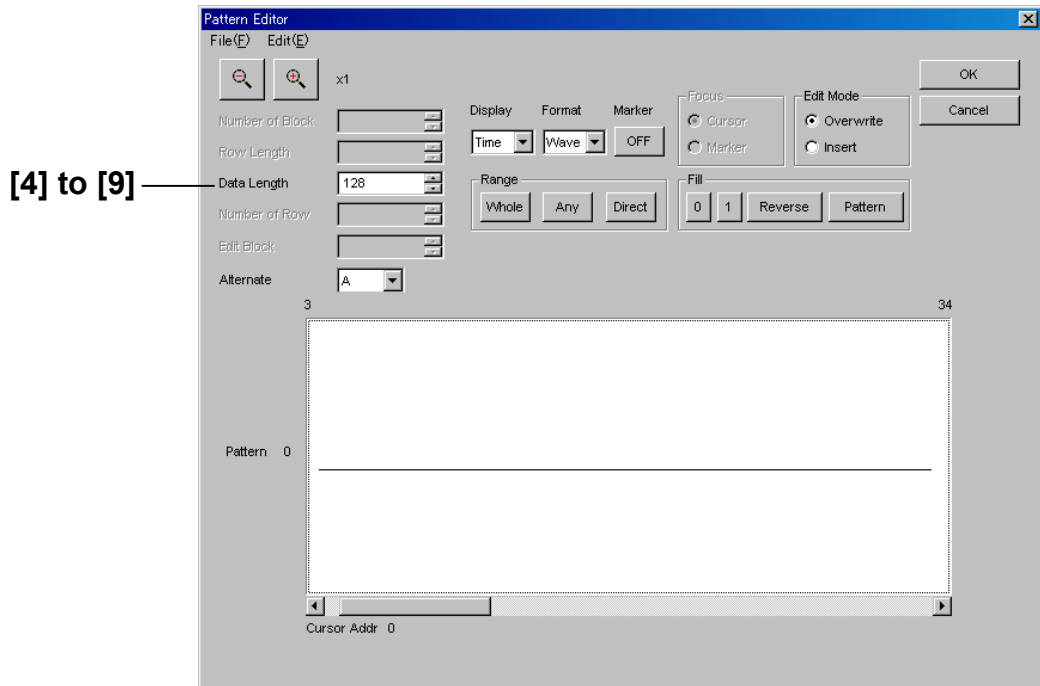 Pattern Editor
File(F) Edit(E)
x1
OK
Cancel
Number of Block
Row Length
[4] to [9]
Data Length 128
Number of Row
Edit Block
Alternate A
Display Format Marker
Time Wave OFF
Focus
Cursor
Marker
Edit Mode
Overwrite
Insert
Range
Whole Any Direct
Fill
0 1 Reverse Pattern
3 34
Pattern 0
Cursor Addr 0